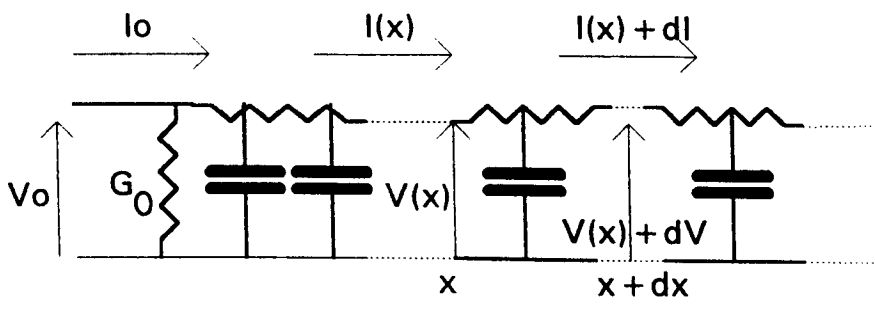 Io
I(x)
I(x) + dI
Vo
G0
V(x)
V(x) + dV
x
x + dx